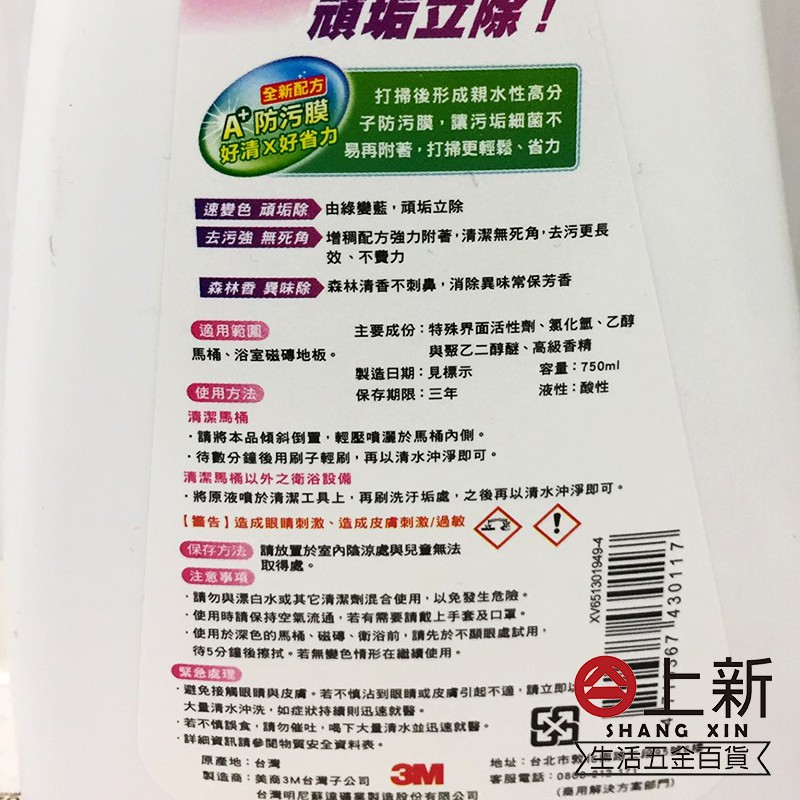 頑垢立除!
全新配方
A+防污膜
好清X好省力
打掃後形成親水性高分
子防污膜，讓污垢細菌不
易再附著，打掃更輕鬆、省力
速變色 頑垢除 由綠變藍，頑垢立除
去污強 無死角 增稠配方強力附著，清潔無死角，去污更長
效、不費力
森林香 異味除 森林清香不刺鼻，消除異味常保芳香
適用範圍
馬桶、浴室磁磚地板。
主要成份：特殊界面活性劑、氯化氫、乙醇
與聚乙二醇醚、高級香精
製造日期：見標示 容量：750ml
保存期限：三年 液性：酸性
使用方法
清潔馬桶
·請將本品傾斜倒置，輕壓噴灑於馬桶內側。
·待數分鐘後用刷子輕刷，再以清水沖淨即可。
清潔馬桶以外之衛浴設備
·將原液噴於清潔工具上，再刷洗汙垢處，之後再以清水沖淨即可。
【警告】造成眼睛刺激、造成皮膚刺激/過敏
保存方法 請放置於室內陰涼處與兒童無法
取得處。
注意事項
·請勿與漂白水或其它清潔劑混合使用，以免發生危險。
·使用時請保持空氣流通，若有需要請戴上手套及口罩。
·使用於深色的馬桶、磁磚、衛浴前，請先於不顯眼處試用，
待5分鐘後擦拭。若無變色情形在繼續使用。
緊急處理
·避免接觸眼睛與皮膚。若不慎沾到眼睛或皮膚引起不適，請立即以
大量清水沖洗，如症狀持續則迅速就醫。
·若不慎誤食，請勿催吐，喝下大量清水並迅速就醫。
·詳細資訊請參閱物質安全資料表。
原產地：台灣
製造商：美商3M台灣子公司
台灣明尼蘇達礦業製造股份有限公司
3M
地址：台北市敦化
客服電話：0800-212-171
(商用解決方案部門)
XV651301949-4
367 430117
上新
SHANG XIN
生活五金百貨